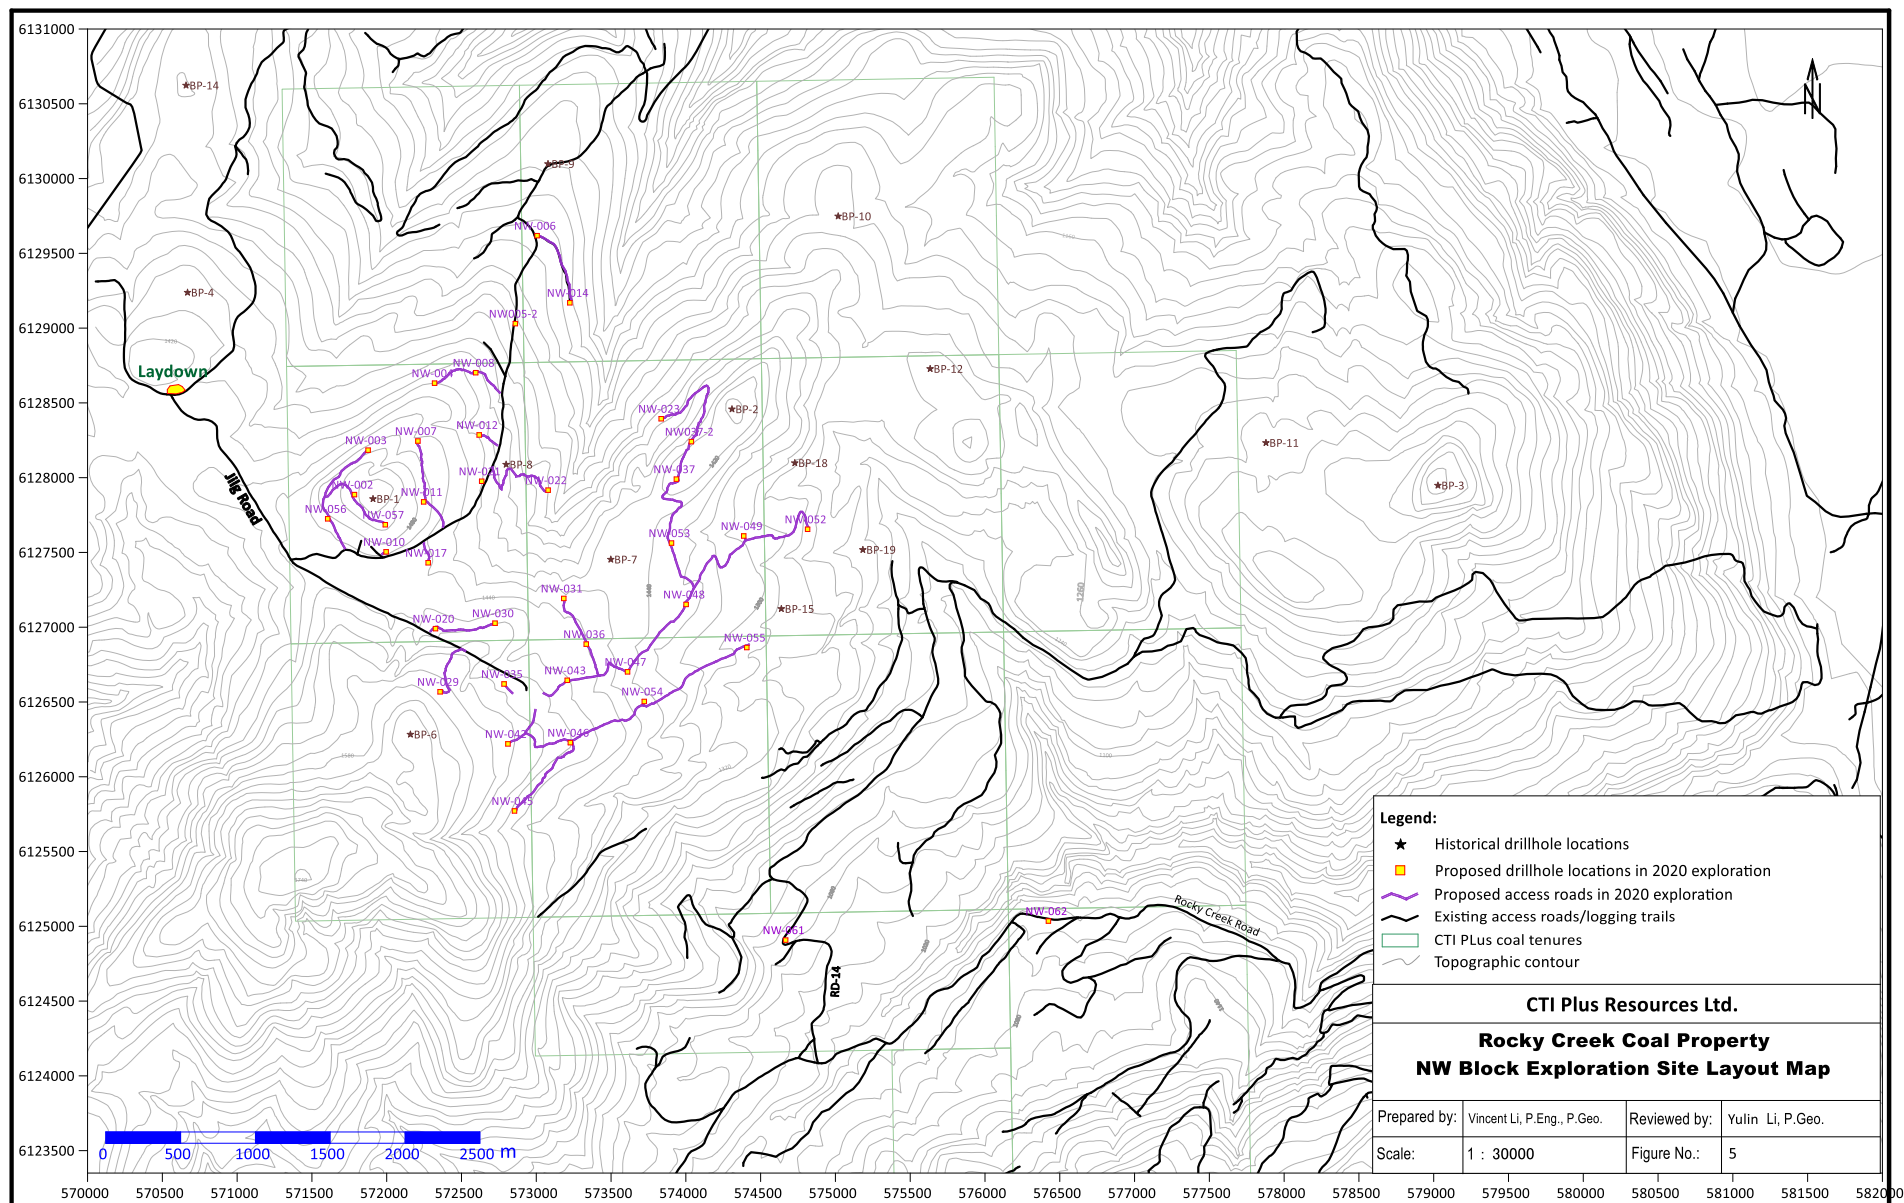 6131000
6130500
6130000
6129500
6129000
6128500
6128000
6127500
6127000
6126500
6126000
6125500
6125000
6124500
6124000
6123500
BP-14
BP-9
BP-10
NW-006
BP-4
NW-014
NW005-2
1420
Laydown
NW-008
NW-004
BP-12
NW-023
BP-2
NW-012
NW-007
NW037-2
NW-003
BP-11
BP-8
BP-18
NW-021
NW-037
NW-022
NW-002
BP-1
NW-011
BP-3
Jilg Road
NW-056
NW-057
NW-049
NW-052
NW-053
NW-010
NW-017
BP-7
BP-19
1440
NW-031
1440
NW-048
BP-15
1260
NW-020
NW-030
NW-036
NW-055
NW-047
NW-043
NW-035
NW-029
NW-054
BP-6
NW-042
NW-046
NW-045
Legend:
Historical drillhole locations
Proposed drillhole locations in 2020 exploration
Proposed access roads in 2020 exploration
Existing access roads/logging trails
CTI PLus coal tenures
Topographic contour
NW-062
Rocky Creek Road
NW-061
RD-14
N
CTI Plus Resources Ltd.
Rocky Creek Coal Property
NW Block Exploration Site Layout Map
Prepared by: Vincent Li, P.Eng., P.Geo. Reviewed by: Yulin Li, P.Geo.
Scale: 1 : 30000 Figure No.: 5
0 500 1000 1500 2000 2500 m
570000 570500 571000 571500 572000 572500 573000 573500 574000 574500 575000 575500 576000 576500 577000 577500 578000 578500 579000 579500 580000 580500 581000 581500